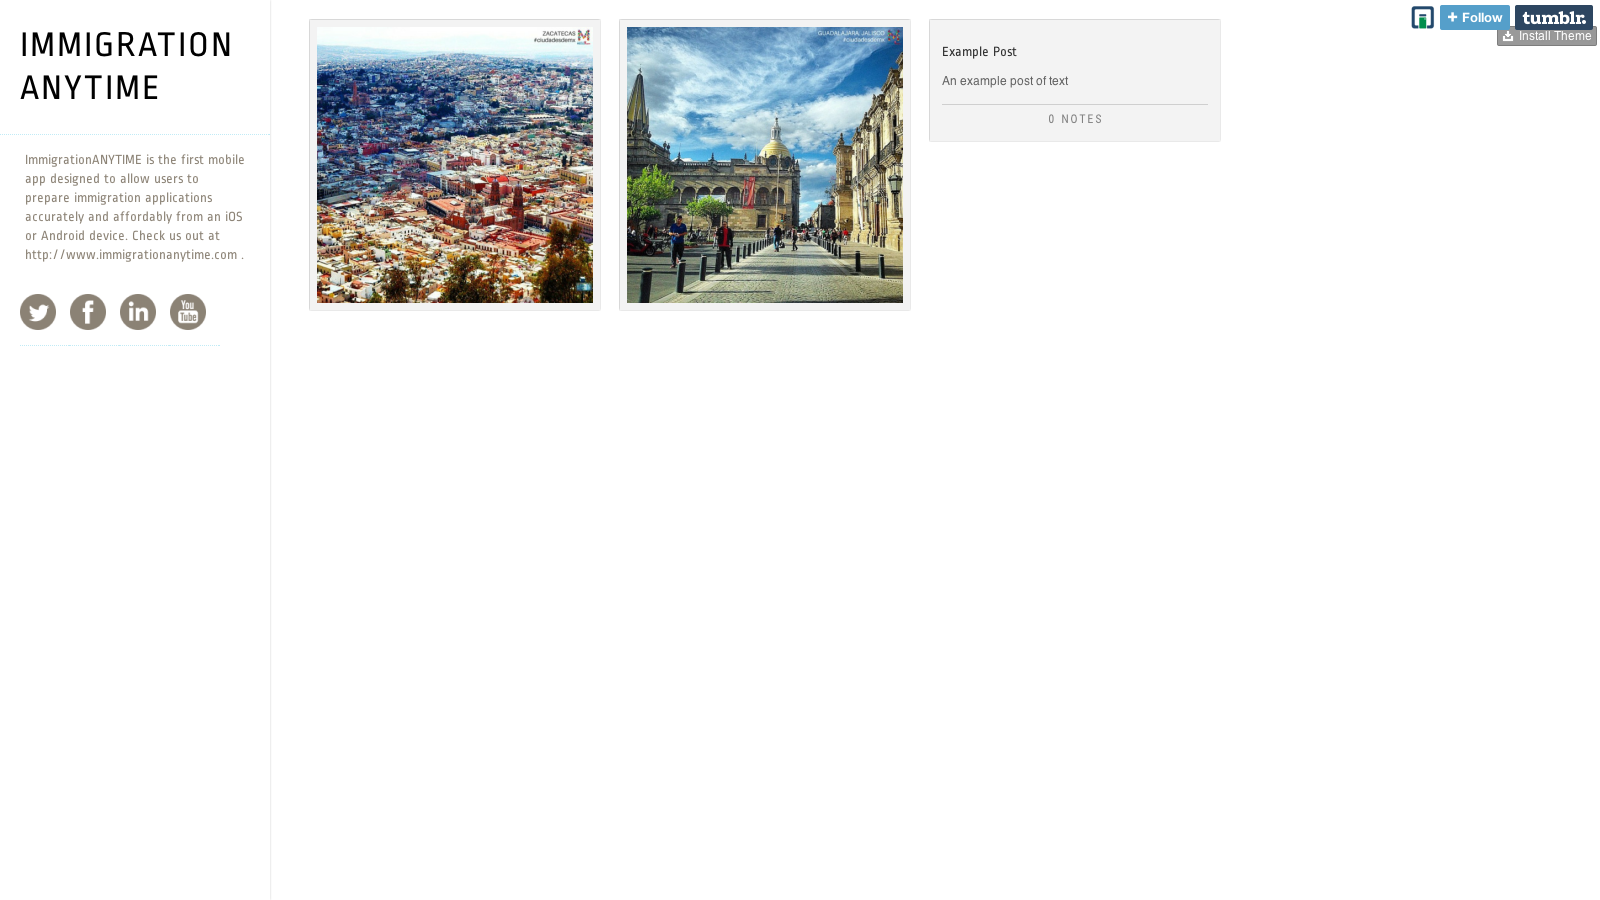 IMMIGRATION
ANYTIME
ImmigrationANYTIME is the first mobile
app designed to allow users to
prepare immigration applications
accurately and affordably from an iOS
or Android device. Check us out at
http://www.immigrationanytime.com .
You
Tube
ZACATECAS
#ciudadesdemx
GUADALAJARA, JALISCO
#ciudadesdemx
Example Post
An example post of text
0 NOTES
+ Follow
tumblr.
Install Theme